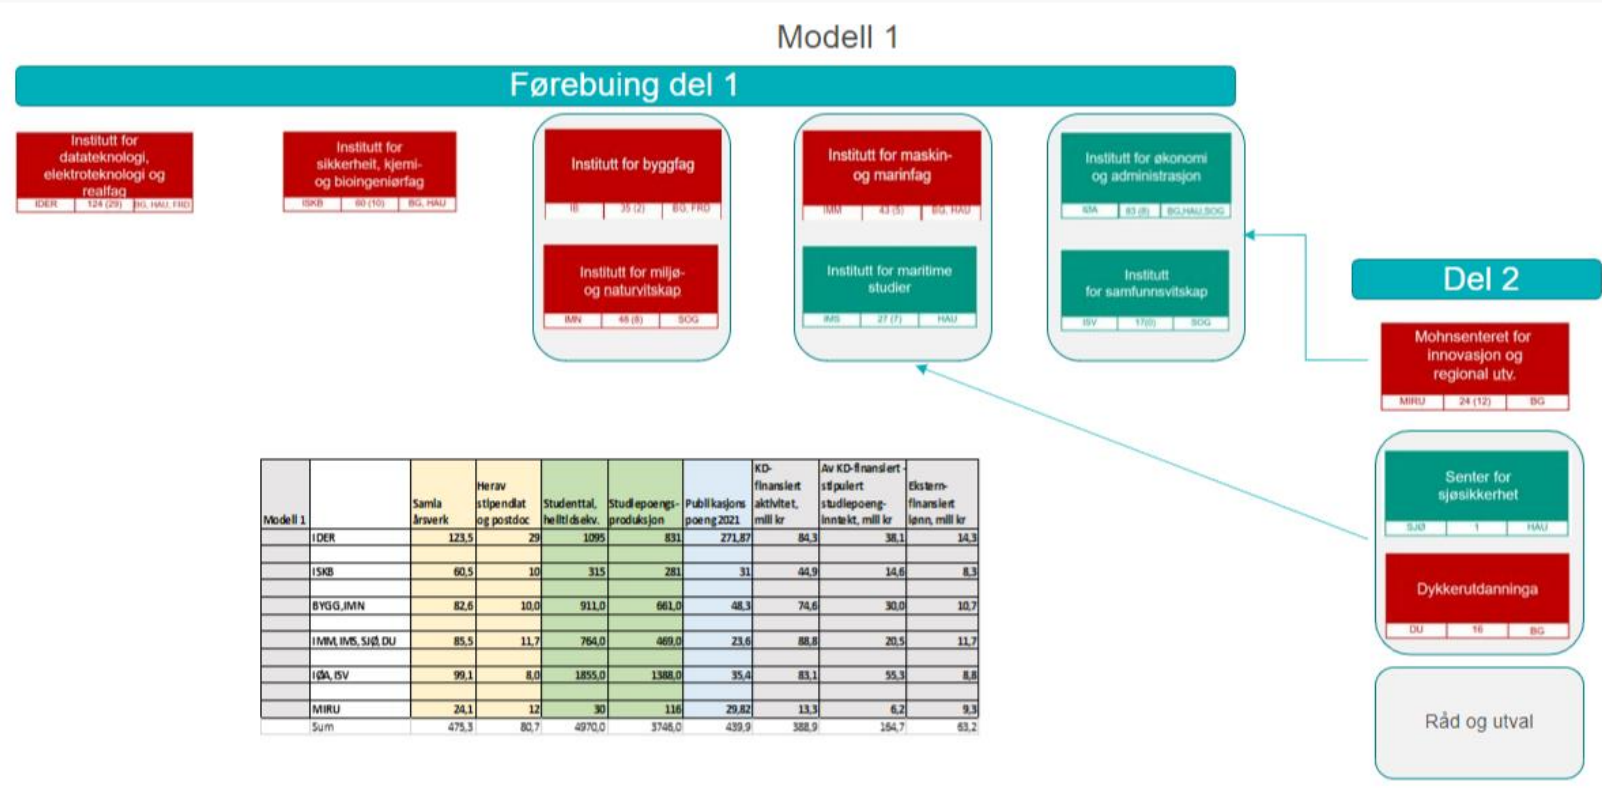 Modell 1
Førebuing del 1
Institutt for
datateknologi,
elektroteknologi og
realfag
IDER 124 (29) BG, HAU, FRD
Institutt for
sikkerheit, kjemi-
og bioingeniørfag
ISKB 60 (10) BG, HAU
Institutt for byggfag
IB 35 (2) BG, FRD
Institutt for miljø-
og naturvitskap
IMN 48 (8) SOG
Institutt for maskin-
og marinfag
IMM 43 (5) BG, HAU
Institutt for maritime
studier
IMS 27 (7) HAU
Institutt for økonomi
og administrasjon
IØA 83 (8) BG,HAU,SOG
Institutt
for samfunnsvitskap
ISV 17(0) SOG
Del 2
Mohnsenteret for
innovasjon og
regional utv.
MIRU 24 (12) BG
Senter for
sjøsikkerhet
SJØ 1 HAU
Dykkerutdanninga
DU 16 BG
Råd og utval
Modell 1
Samla
årsverk
Herav
stipendiat
og postdoc
Studenttal,
heiltidsekv.
Studiepoengs-
produksjon
Publikasjons
poeng 2021
KD-
finansiert
aktivitet,
mill kr
Av KD-finansiert -
stipulert
studiepoeng-
inntekt, mill kr
Ekstern-
finansiert
lønn, mill kr
IDER 123,5 29 1095 831 271,87 84,3 38,1 14,3
ISKB 60,5 10 315 281 31 44,9 14,6 8,3
BYGG,IMN 82,6 10,0 911,0 661,0 48,3 74,6 30,0 10,7
IMM, IMS, SJØ, DU 85,5 11,7 764,0 469,0 23,6 88,8 20,5 11,7
IØA, ISV 99,1 8,0 1855,0 1388,0 35,4 83,1 55,3 8,8
MIRU 24,1 12 30 116 29,82 13,3 6,2 9,3
Sum 475,3 80,7 4970,0 3746,0 439,9 388,9 164,7 63,2